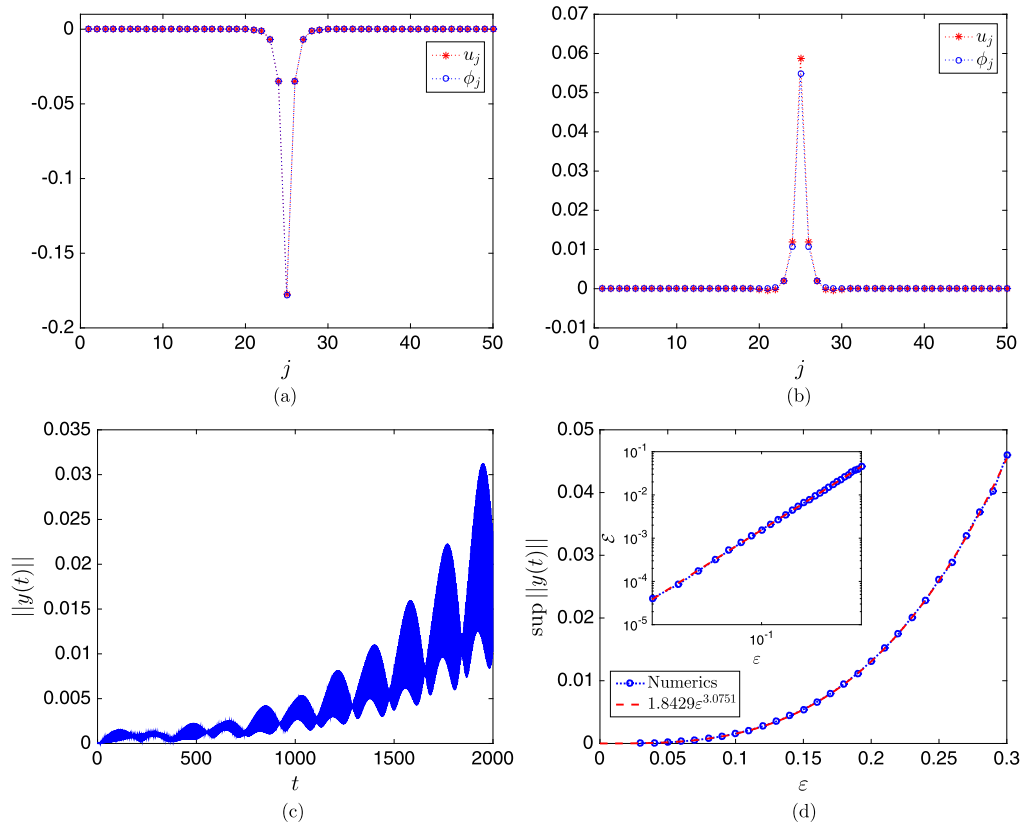 0
-0.05
-0.1
-0.15
-0.2
0 10 20 30 40 50
j
u_j
ϕ_j
(a)
0.07
0.06
0.05
0.04
0.03
0.02
0.01
0
-0.01
0 10 20 30 40 50
j
u_j
ϕ_j
(b)
0.035
0.03
0.025
0.02
0.015
0.01
0.005
0
||y(t)||
0 500 1000 1500 2000
t
(c)
0.05
0.04
0.03
0.02
0.01
0
sup ||y(t)||
10^-1
10^-2
10^-3
10^-4
10^-5
ℰ
10^-1
ε
Numerics
1.8429ε^3.0751
0 0.05 0.1 0.15 0.2 0.25 0.3
ε
(d)